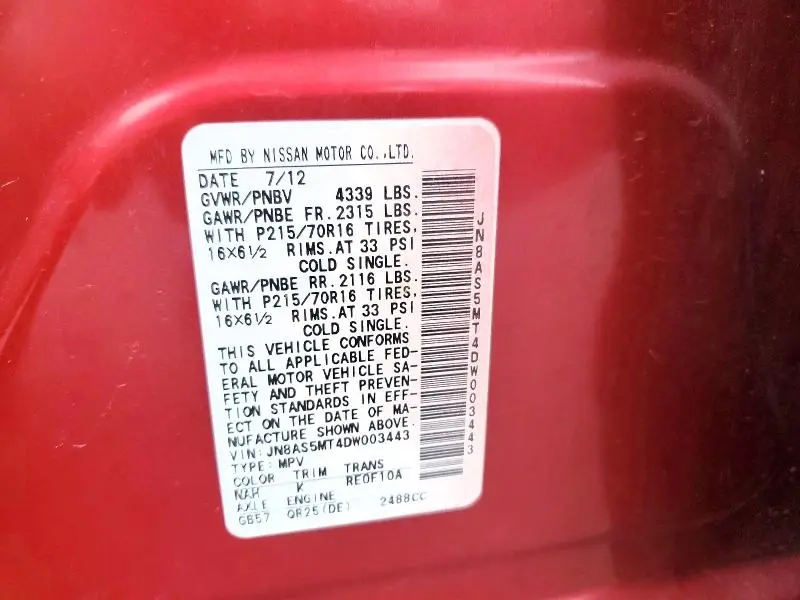 MFD BY NISSAN MOTOR CO.,LTD.
DATE 7/12
GVWR/PNBV 4339 LBS.
GAWR/PNBE FR. 2315 LBS.
WITH P215/70R16 TIRES,
16X6½ RIMS. AT 33 PSI
COLD SINGLE.
GAWR/PNBE RR. 2116 LBS.
WITH P215/70R16 TIRES,
16X6½ RIMS. AT 33 PSI
COLD SINGLE.
THIS VEHICLE CONFORMS
TO ALL APPLICABLE FED-
ERAL MOTOR VEHICLE SA-
FETY AND THEFT PREVEN-
TION STANDARDS IN EFF-
ECT ON THE DATE OF MA-
NUFACTURE SHOWN ABOVE.
VIN: JN8AS5MT4DW003443
TYPE: MPV
COLOR TRIM TRANS
NAH K RE0F10A
AXLE ENGINE
GB57 QR25(DE) 2488CC
JN8AS5MT4DW003443